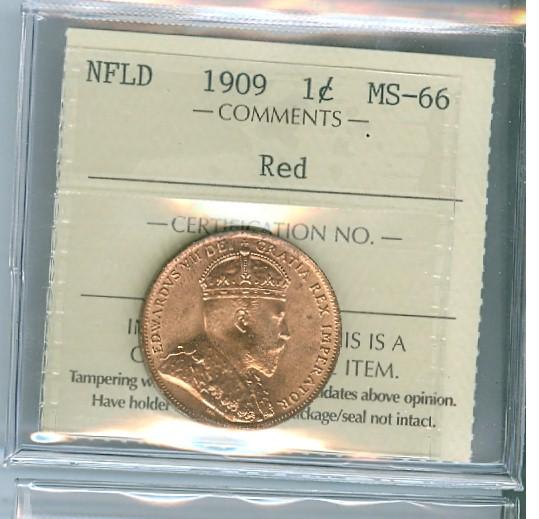 NFLD 1909 1¢ MS-66
— COMMENTS —
Red
— CERTIFICATION NO. —
IS IS A
ITEM.
Tampering w dates above opinion.
Have holder ckage/seal not intact.
EDWARDVS VII DEI GRATIA REX IMPERATOR